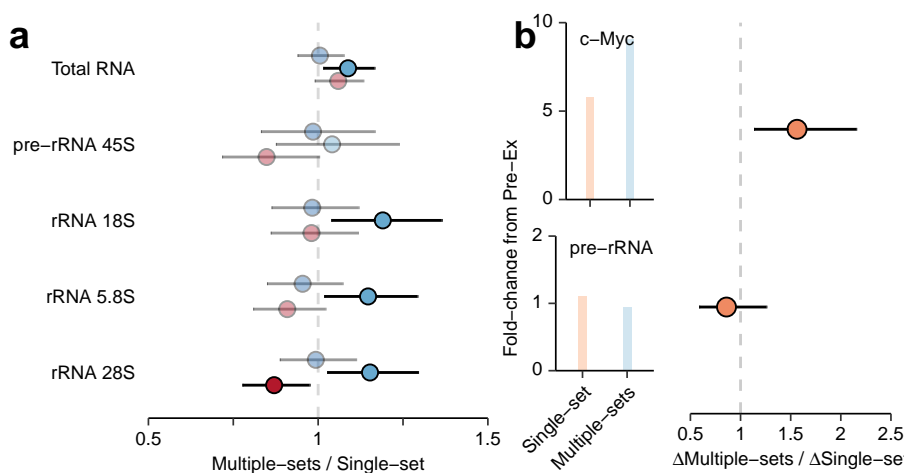 a
Total RNA
pre−rRNA 45S
rRNA 18S
rRNA 5.8S
rRNA 28S
0.5
1
1.5
Multiple−sets / Single−set
b
Fold−change from Pre−Ex
10
5
0
c−Myc
2
1
0
pre−rRNA
Single−set
Multiple−sets
0.5
1
1.5
2
2.5
ΔMultiple−sets / ΔSingle−set